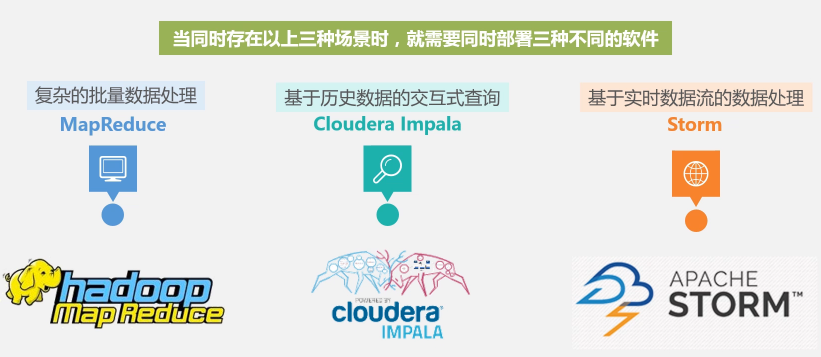 当同时存在以上三种场景时，就需要同时部署三种不同的软件
复杂的批量数据处理
MapReduce
基于历史数据的交互式查询
Cloudera Impala
基于实时数据流的数据处理
Storm
hadoop
Map Reduce
POWERED BY
cloudera®
IMPALA
APACHE
STORM™